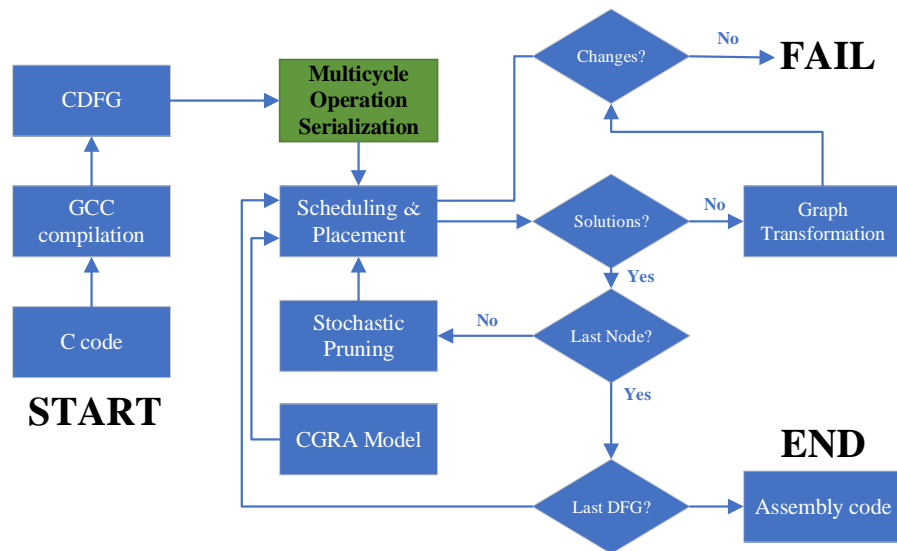 Changes?
No
FAIL
CDFG
Multicycle
Operation
Serialization
GCC
compilation
Scheduling &
Placement
Solutions?
No
Graph
Transformation
Yes
C code
Stochastic
Pruning
No
Last Node?
START
Yes
CGRA Model
END
Last DFG?
Assembly code